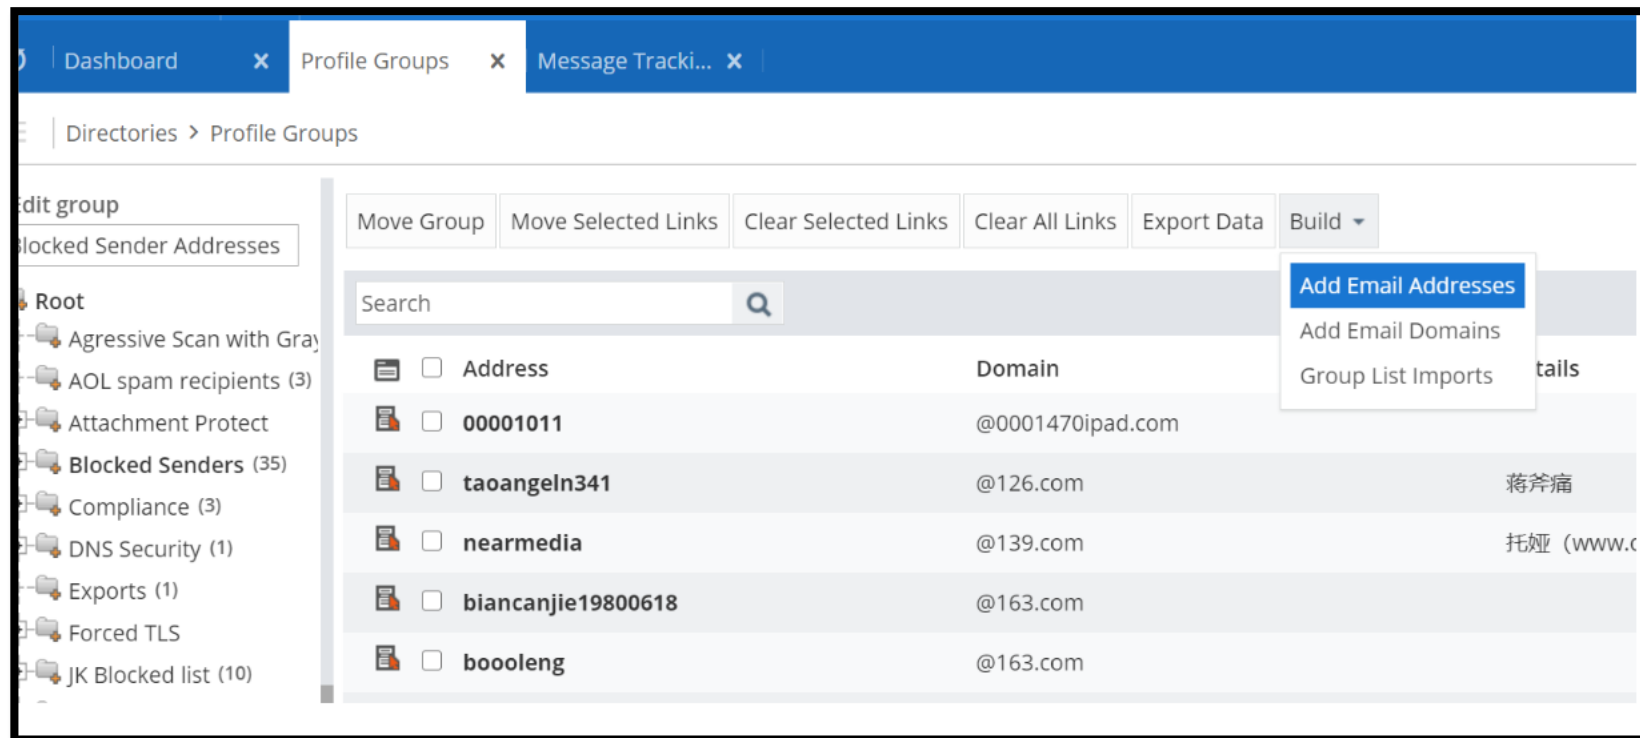 Dashboard Profile Groups Message Tracki...
Directories > Profile Groups
Edit group
Blocked Sender Addresses
Root
Agressive Scan with Gray
AOL spam recipients (3)
Attachment Protect
Blocked Senders (35)
Compliance (3)
DNS Security (1)
Exports (1)
Forced TLS
JK Blocked list (10)
Move Group Move Selected Links Clear Selected Links Clear All Links Export Data Build
Add Email Addresses
Add Email Domains
Group List Imports
Search
Address Domain tails
00001011 @0001470ipad.com
taoangeln341 @126.com 蒋斧痛
nearmedia @139.com 托娅（www.c
biancanjie19800618 @163.com
boooleng @163.com